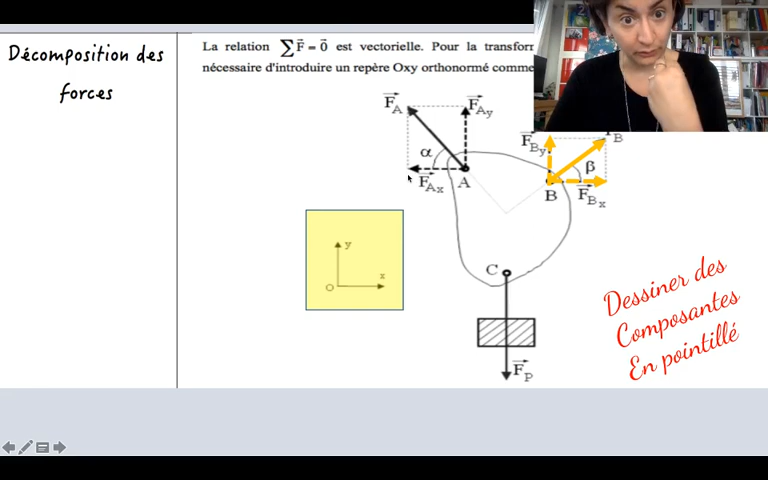 Décomposition des
forces
La relation ∑F⃗ = 0⃗ est vectorielle. Pour la transforr
nécessaire d'introduire un repère Oxy orthonormé comme
F⃗A
F⃗Ay
F⃗By
B
α
β
F⃗Ax
A
B
F⃗Bx
y
x
O
C
F⃗P
Dessiner des
Composantes
En pointillé